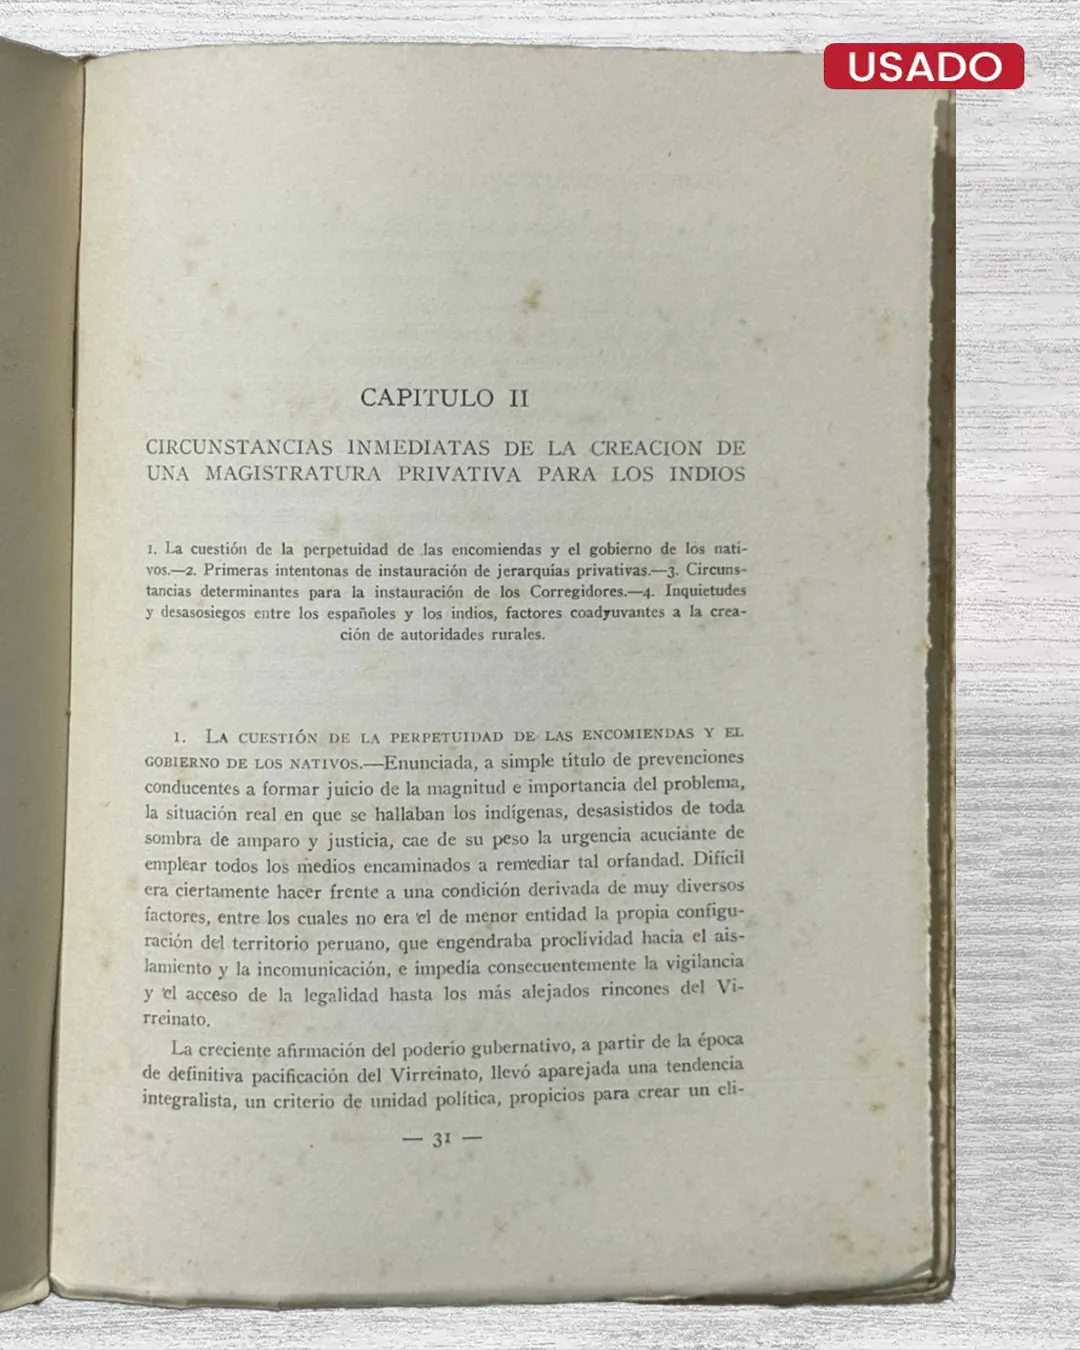 USADO
CAPITULO II
CIRCUNSTANCIAS INMEDIATAS DE LA CREACION DE
UNA MAGISTRATURA PRIVATIVA PARA LOS INDIOS
1. La cuestión de la perpetuidad de las encomiendas y el gobierno de los nati-
vos.—2. Primeras intentonas de instauración de jerarquías privativas.—3. Circuns-
tancias determinantes para la instauración de los Corregidores.—4. Inquietudes
y desasosiegos entre los españoles y los indios, factores coadyuvantes a la crea-
ción de autoridades rurales.
1. LA CUESTIÓN DE LA PERPETUIDAD DE LAS ENCOMIENDAS Y EL
GOBIERNO DE LOS NATIVOS.—Enunciada, a simple título de prevenciones
conducentes a formar juicio de la magnitud e importancia del problema,
la situación real en que se hallaban los indígenas, desasistidos de toda
sombra de amparo y justicia, cae de su peso la urgencia acuciante de
emplear todos los medios encaminados a remediar tal orfandad. Difícil
era ciertamente hacer frente a una condición derivada de muy diversos
factores, entre los cuales no era el de menor entidad la propia configu-
ración del territorio peruano, que engendraba proclividad hacia el ais-
lamiento y la incomunicación, e impedía consecuentemente la vigilancia
y el acceso de la legalidad hasta los más alejados rincones del Vi-
rreinato.
La creciente afirmación del poderío gubernativo, a partir de la época
de definitiva pacificación del Virreinato, llevó aparejada una tendencia
integralista, un criterio de unidad política, propicios para crear un cli-
— 31 —